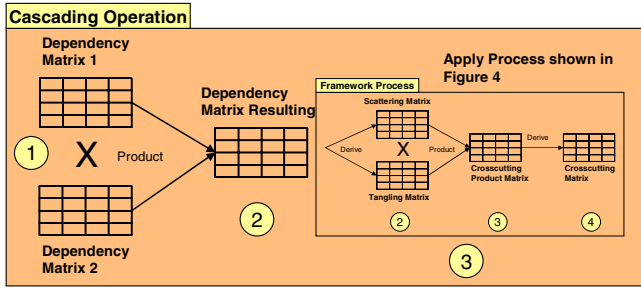 Cascading Operation
Dependency
Matrix 1
1
X
Product
Dependency
Matrix 2
Dependency
Matrix Resulting
2
Apply Process shown in
Figure 4
Framework Process
Scattering Matrix
Derive
X
Product
Tangling Matrix
2
Crosscutting
Product Matrix
3
Derive
Crosscutting
Matrix
4
3